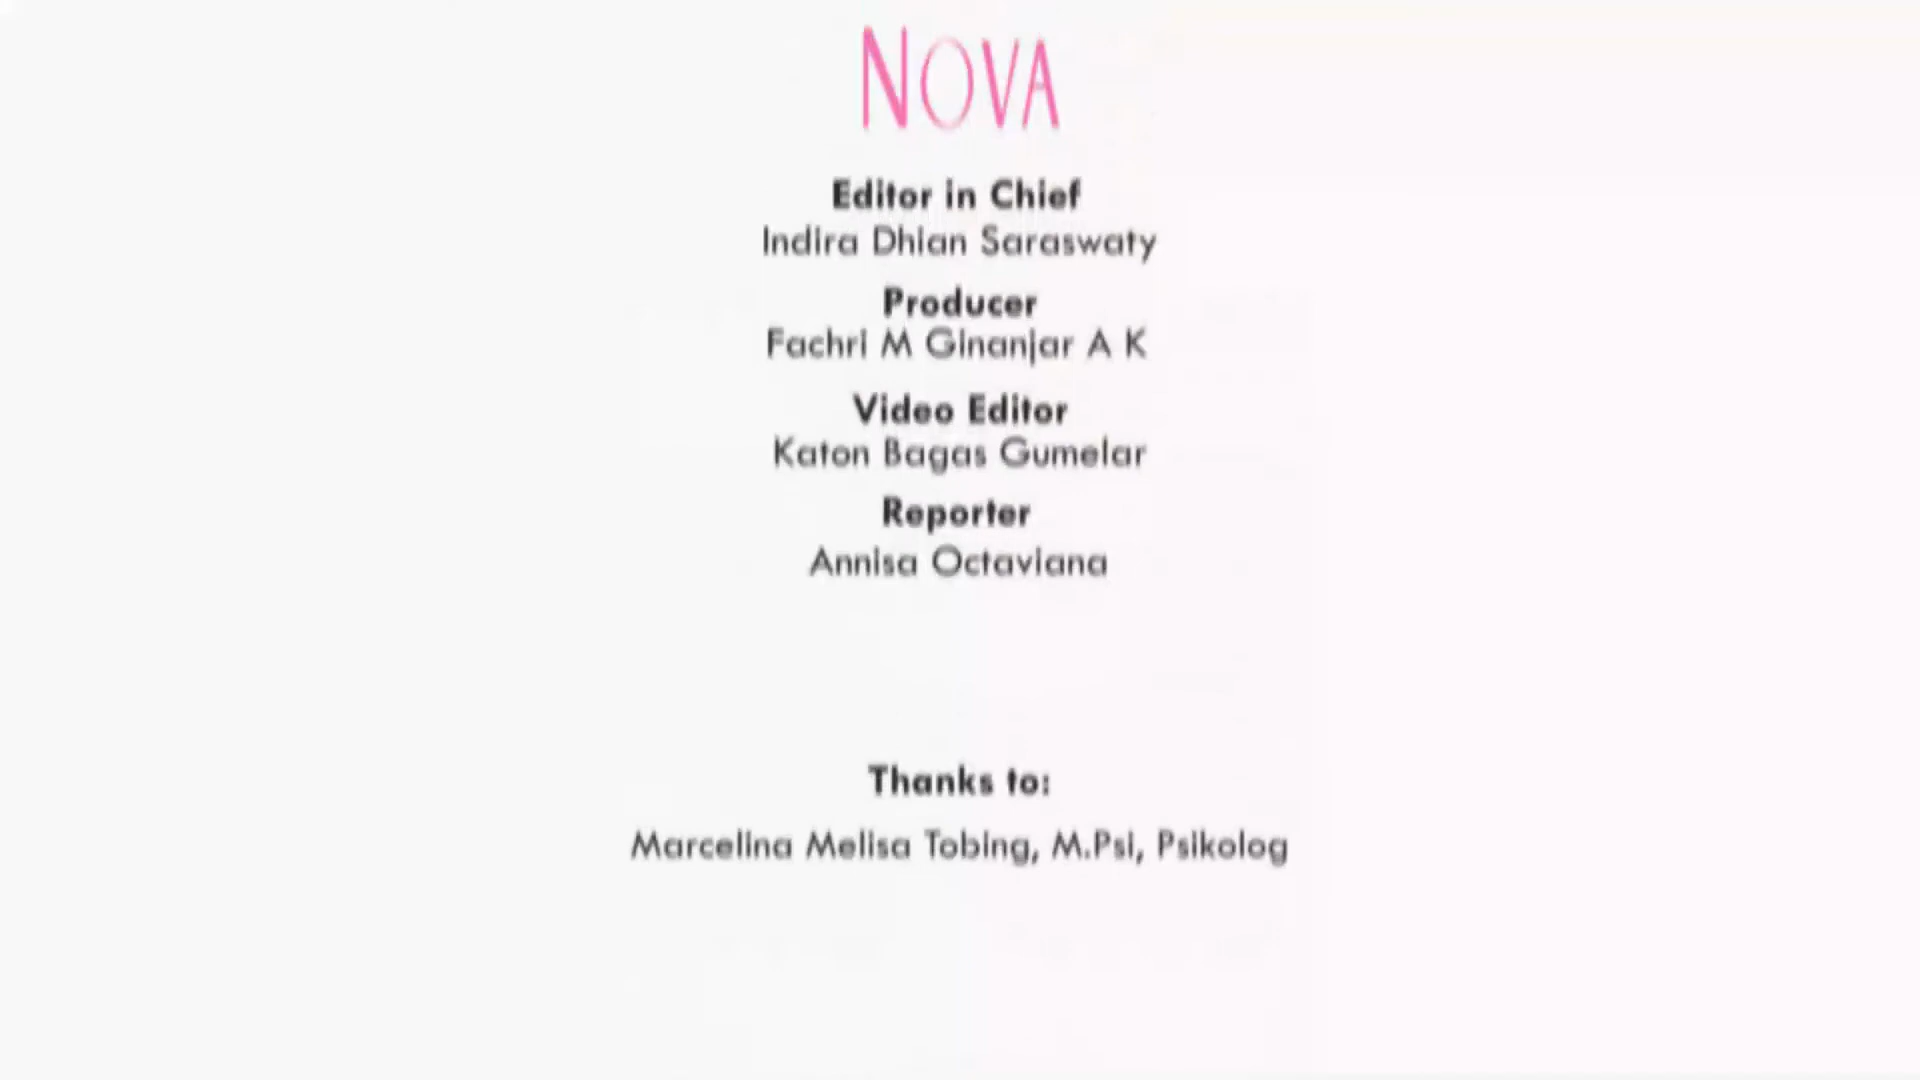 NOVA
Editor in Chief
Indira Dhian Saraswaty
Producer
Fachri M Ginanjar A K
Video Editor
Katon Bagas Gumelar
Reporter
Annisa Octaviana
Thanks to:
Marcelina Melisa Tobing, M.Psi, Psikolog